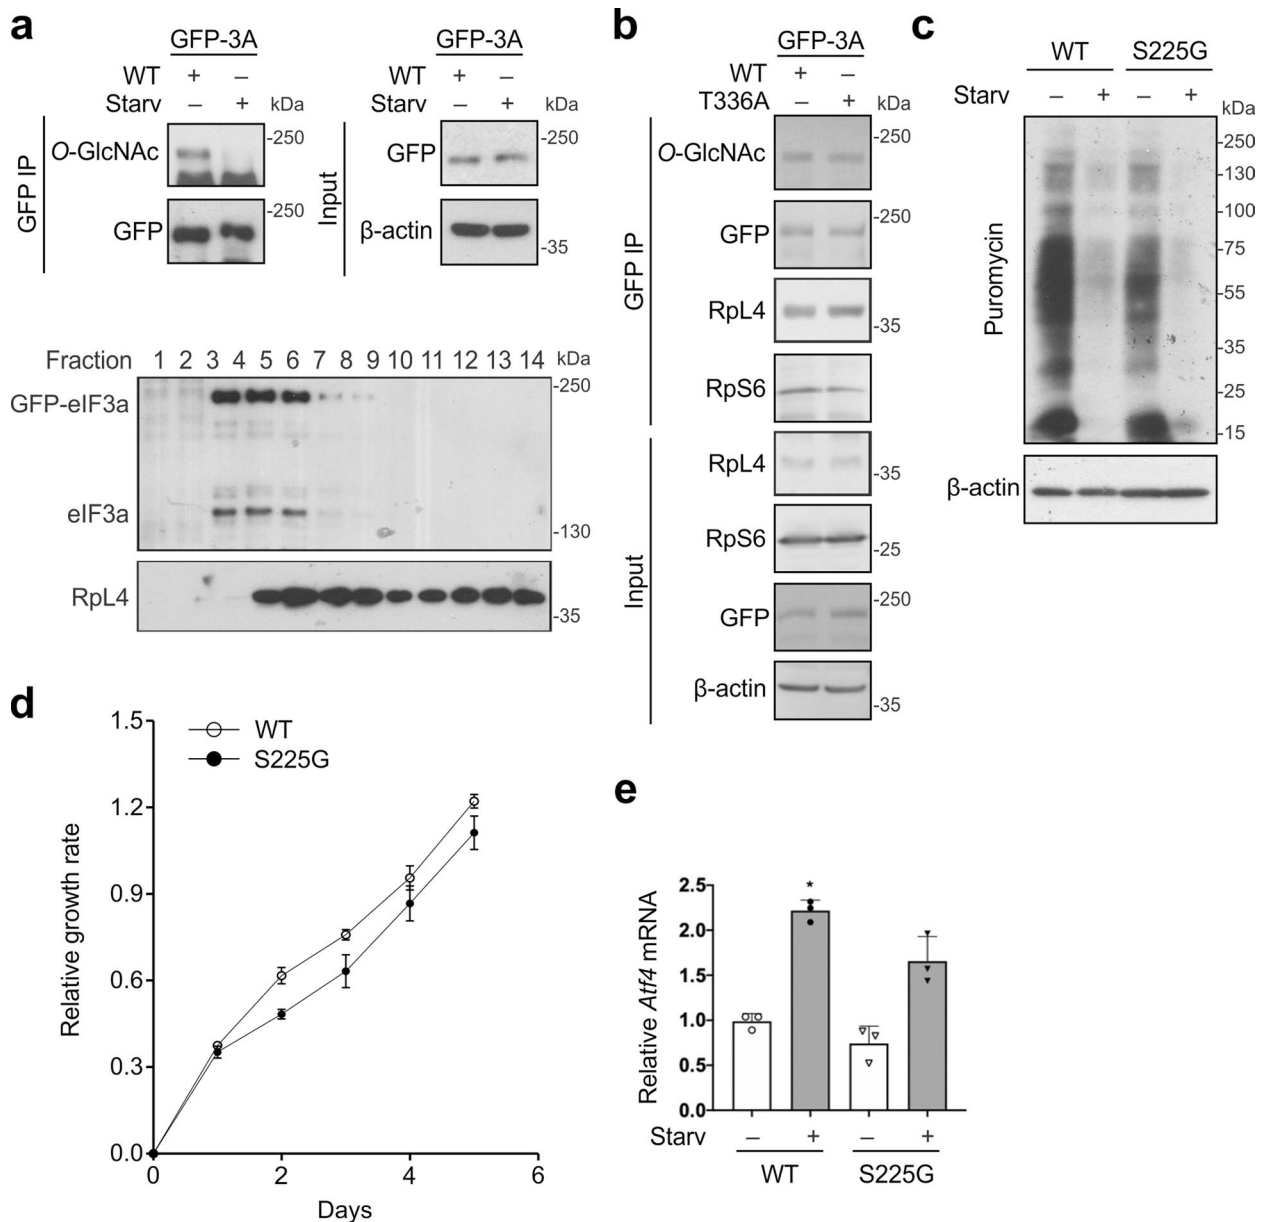 a
GFP-3A
WT + –
Starv – + kDa
GFP IP
O-GlcNAc
-250
GFP
-250
GFP-3A
WT + –
Starv – + kDa
Input
GFP
-250
β-actin
-35
Fraction 1 2 3 4 5 6 7 8 9 10 11 12 13 14 kDa
-250
GFP-eIF3a
eIF3a
-130
RpL4
-35
b
GFP-3A
WT + –
T336A – + kDa
GFP IP
O-GlcNAc
-250
GFP
-250
RpL4
-35
RpS6
Input
RpL4
-35
RpS6
-25
GFP
-250
β-actin
-35
c
WT S225G
Starv – + – +
kDa
Puromycin
-250
-130
-100
-75
-55
-35
-25
-15
β-actin
d
WT
S225G
Relative growth rate
1.5
1.2
0.9
0.6
0.3
0.0
0 2 4 6
Days
e
Relative Atf4 mRNA
2.5
2.0
1.5
1.0
0.5
0.0
*
Starv – + – +
WT S225G